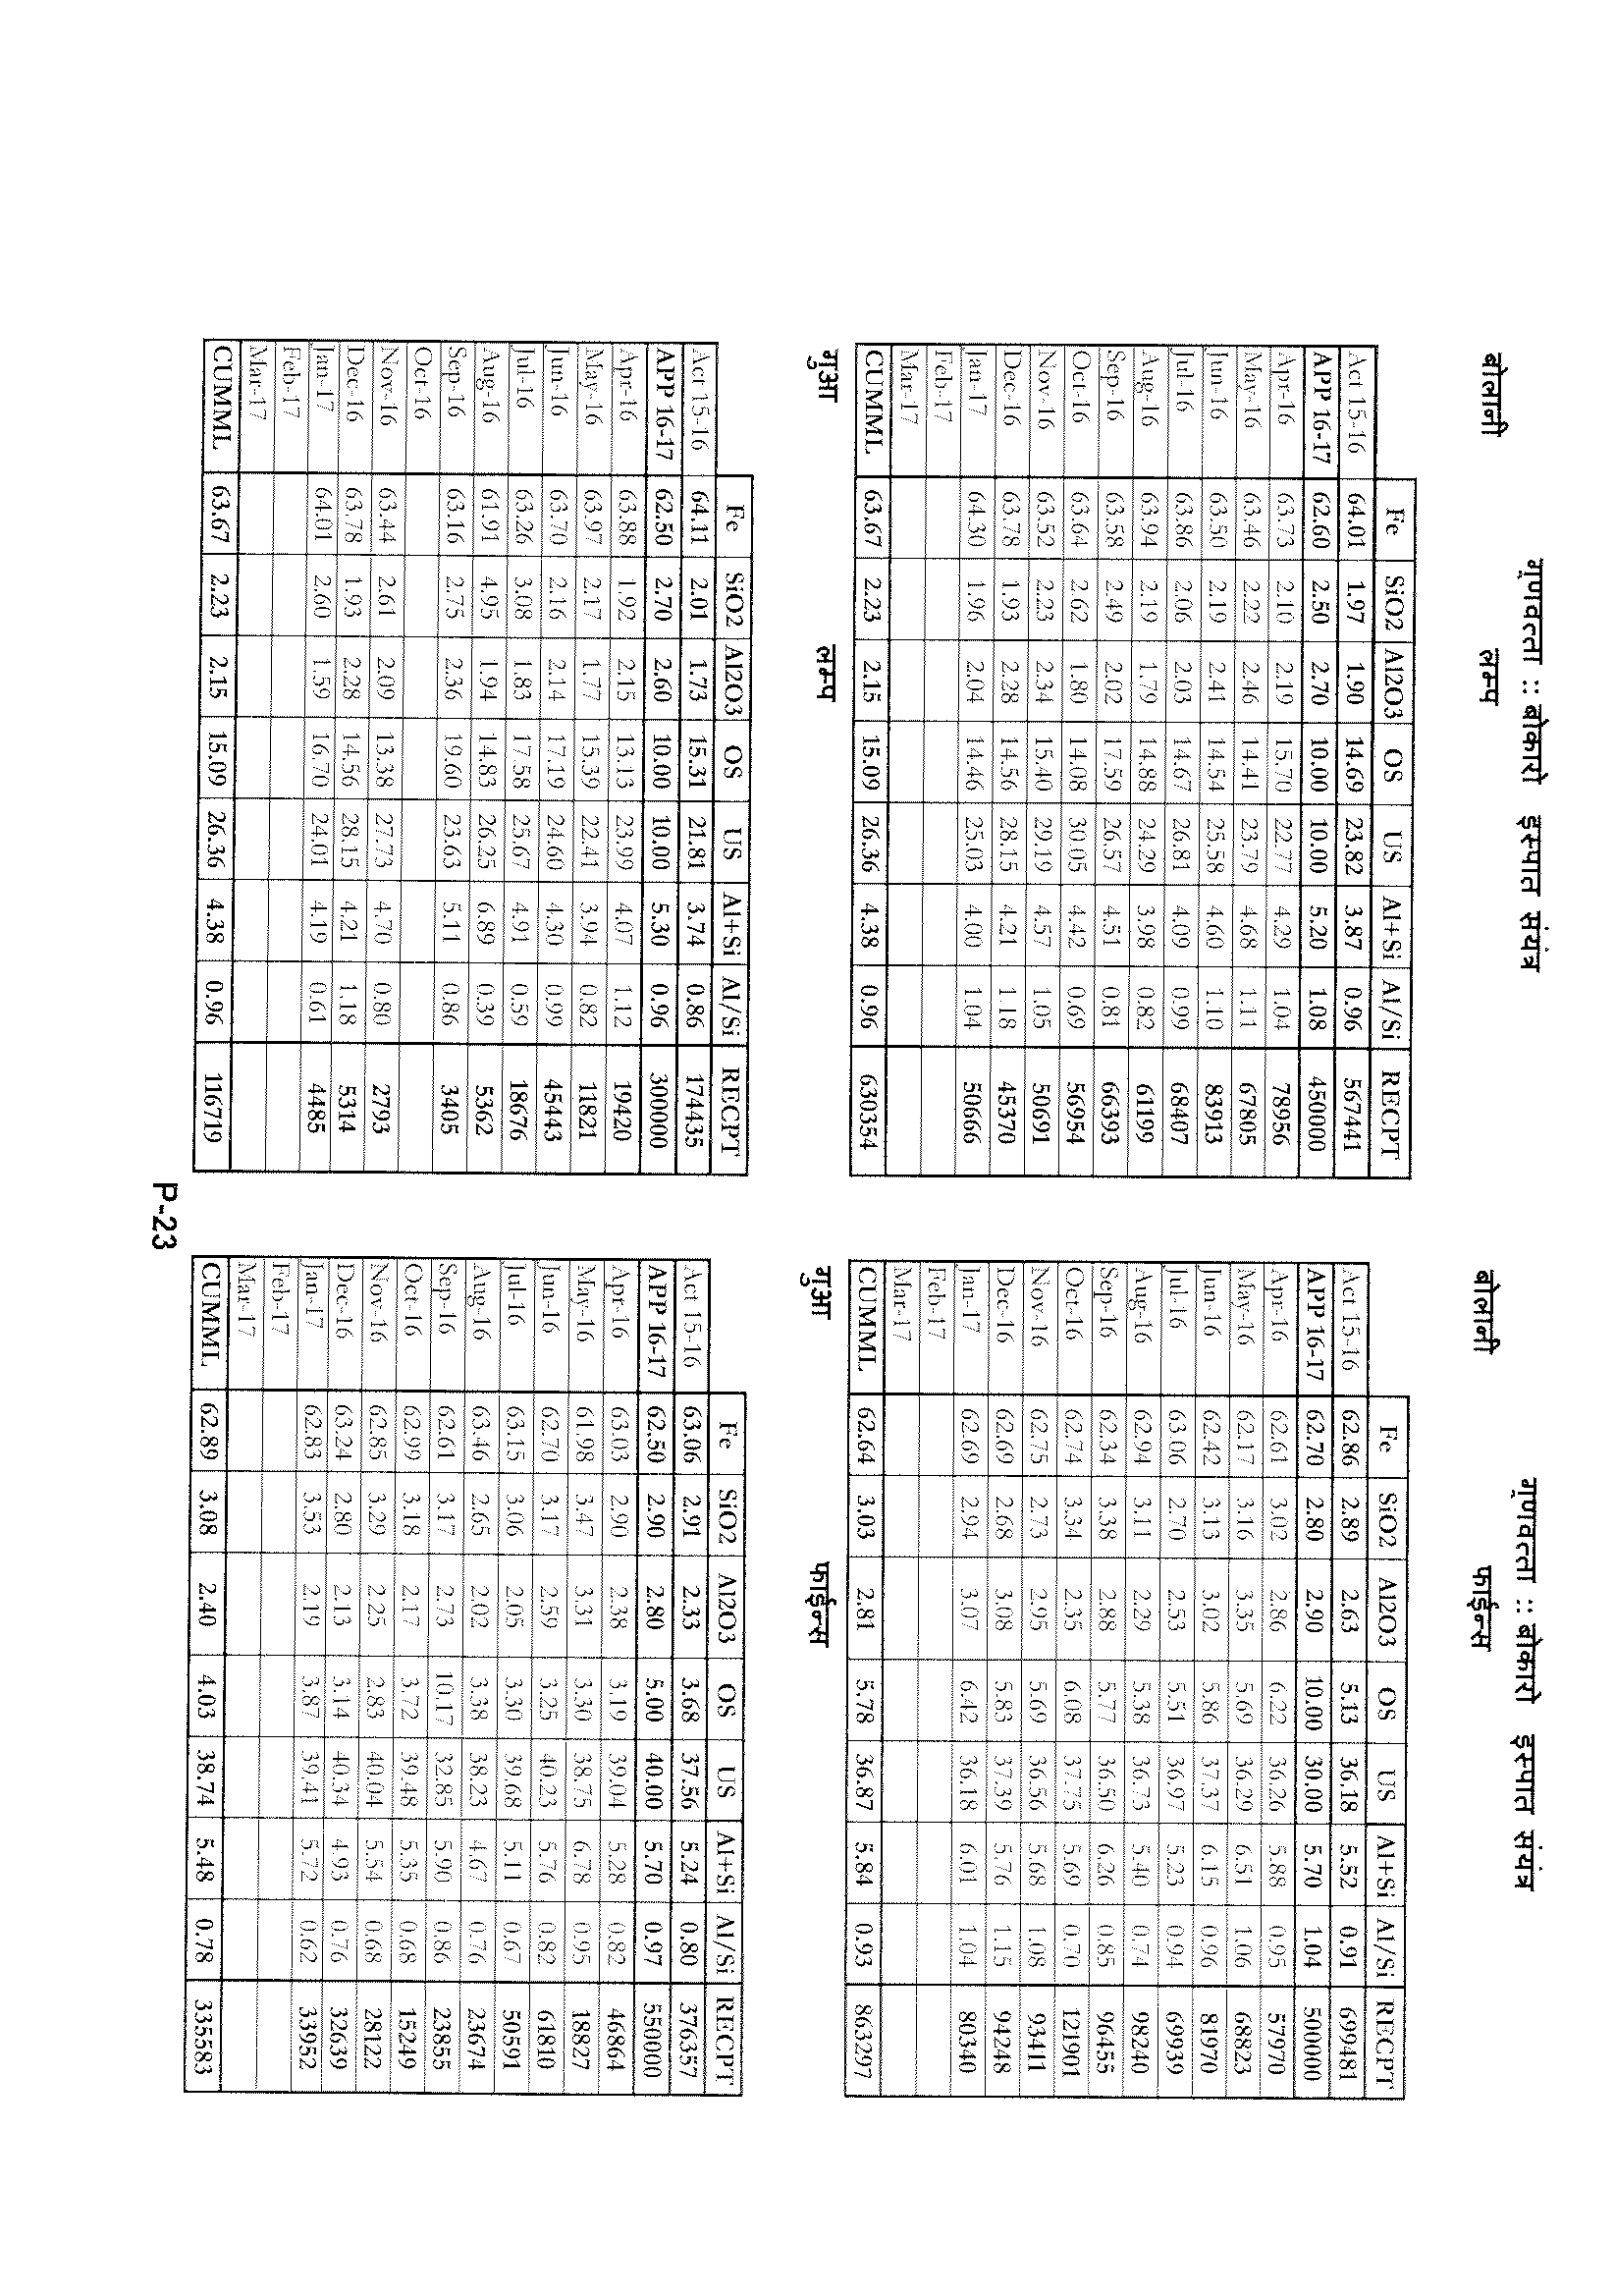 गुणवत्ता :: बोकारो इस्पात संयंत्र
बोलानी लम्प
Fe SiO2 Al2O3 OS US Al+Si Al/Si RECPT
Act 15-16 64.01 1.97 1.90 14.69 23.82 3.87 0.96 567441
APP 16-17 62.60 2.50 2.70 10.00 10.00 5.20 1.08 450000
Apr-16 63.73 2.10 2.19 15.70 22.77 4.29 1.04 78956
May-16 63.46 2.22 2.46 14.41 23.79 4.68 1.11 67805
Jun-16 63.50 2.19 2.41 14.54 25.58 4.60 1.10 83913
Jul-16 63.86 2.06 2.03 14.67 26.81 4.09 0.99 68407
Aug-16 63.94 2.19 1.79 14.88 24.29 3.98 0.82 61199
Sep-16 63.58 2.49 2.02 17.59 26.57 4.51 0.81 66393
Oct-16 63.64 2.62 1.80 14.08 30.05 4.42 0.69 56954
Nov-16 63.52 2.23 2.34 15.40 29.19 4.57 1.05 50691
Dec-16 63.78 1.93 2.28 14.56 28.15 4.21 1.18 45370
Jan-17 64.30 1.96 2.04 14.46 25.03 4.00 1.04 50666
Feb-17
Mar-17
CUMML 63.67 2.23 2.15 15.09 26.36 4.38 0.96 630354
गुआ लम्प
Fe SiO2 Al2O3 OS US Al+Si Al/Si RECPT
Act 15-16 64.11 2.01 1.73 15.31 21.81 3.74 0.86 174435
APP 16-17 62.50 2.70 2.60 10.00 10.00 5.30 0.96 300000
Apr-16 63.88 1.92 2.15 13.13 23.99 4.07 1.12 19420
May-16 63.97 2.17 1.77 15.39 22.41 3.94 0.82 11821
Jun-16 63.70 2.16 2.14 17.19 24.60 4.30 0.99 45443
Jul-16 63.26 3.08 1.83 17.58 25.67 4.91 0.59 18676
Aug-16 61.91 4.95 1.94 14.83 26.25 6.89 0.39 5362
Sep-16 63.16 2.75 2.36 19.60 23.63 5.11 0.86 3405
Oct-16
Nov-16 63.44 2.61 2.09 13.38 27.73 4.70 0.80 2793
Dec-16 63.78 1.93 2.28 14.56 28.15 4.21 1.18 5314
Jan-17 64.01 2.60 1.59 16.70 24.01 4.19 0.61 4485
Feb-17
Mar-17
CUMML 63.67 2.23 2.15 15.09 26.36 4.38 0.96 116719
गुणवत्ता :: बोकारो इस्पात संयंत्र
बोलानी फाईन्स
Fe SiO2 Al2O3 OS US Al+Si Al/Si RECPT
Act 15-16 62.86 2.89 2.63 5.13 36.18 5.52 0.91 699481
APP 16-17 62.70 2.80 2.90 10.00 30.00 5.70 1.04 500000
Apr-16 62.61 3.02 2.86 6.22 36.26 5.88 0.95 57970
May-16 62.17 3.16 3.35 5.69 36.29 6.51 1.06 68823
Jun-16 62.42 3.13 3.02 5.86 37.37 6.15 0.96 81970
Jul-16 63.06 2.70 2.53 5.51 36.97 5.23 0.94 69939
Aug-16 62.94 3.11 2.29 5.38 36.73 5.40 0.74 98240
Sep-16 62.34 3.38 2.88 5.77 36.50 6.26 0.85 96455
Oct-16 62.74 3.34 2.35 6.08 37.75 5.69 0.70 121901
Nov-16 62.75 2.73 2.95 5.69 36.56 5.68 1.08 93411
Dec-16 62.69 2.68 3.08 5.83 37.39 5.76 1.15 94248
Jan-17 62.69 2.94 3.07 6.42 36.18 6.01 1.04 80340
Feb-17
Mar-17
CUMML 62.64 3.03 2.81 5.78 36.87 5.84 0.93 863297
गुआ फाईन्स
Fe SiO2 Al2O3 OS US Al+Si Al/Si RECPT
Act 15-16 63.06 2.91 2.33 3.68 37.56 5.24 0.80 376357
APP 16-17 62.50 2.90 2.80 5.00 40.00 5.70 0.97 550000
Apr-16 63.03 2.90 2.38 3.19 39.04 5.28 0.82 46864
May-16 61.98 3.47 3.31 3.30 38.75 6.78 0.95 18827
Jun-16 62.70 3.17 2.59 3.25 40.23 5.76 0.82 61810
Jul-16 63.15 3.06 2.05 3.30 39.68 5.11 0.67 50591
Aug-16 63.46 2.65 2.02 3.38 38.23 4.67 0.76 23674
Sep-16 62.61 3.17 2.73 10.17 32.85 5.90 0.86 23855
Oct-16 62.99 3.18 2.17 3.72 39.48 5.35 0.68 15249
Nov-16 62.85 3.29 2.25 2.83 40.04 5.54 0.68 28122
Dec-16 63.24 2.80 2.13 3.14 40.34 4.93 0.76 32639
Jan-17 62.83 3.53 2.19 3.87 39.41 5.72 0.62 33952
Feb-17
Mar-17
CUMML 62.89 3.08 2.40 4.03 38.74 5.48 0.78 335583
P-23